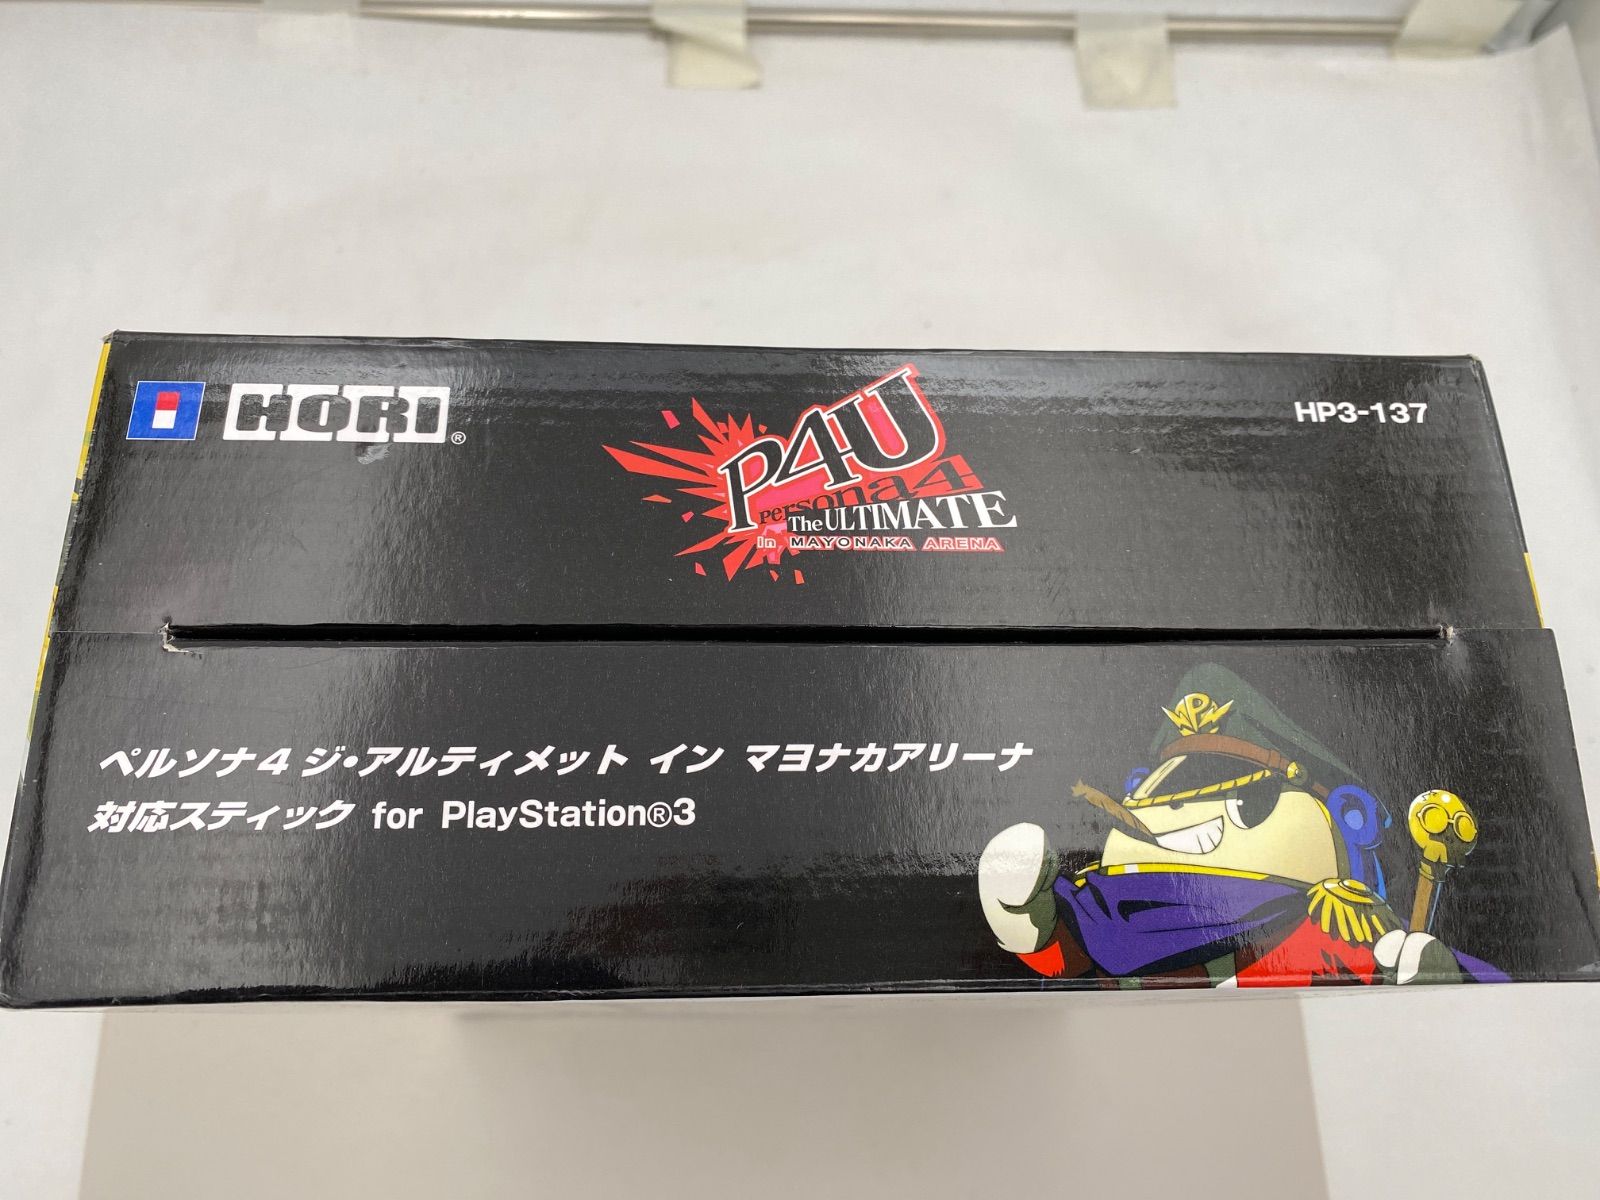 HORI®
HP3-137
P4U
Persona4
The ULTIMATE
In MAYONAKA ARENA
ペルソナ4 ジ・アルティメット イン マヨナカアリーナ
対応スティック for PlayStation®3
P